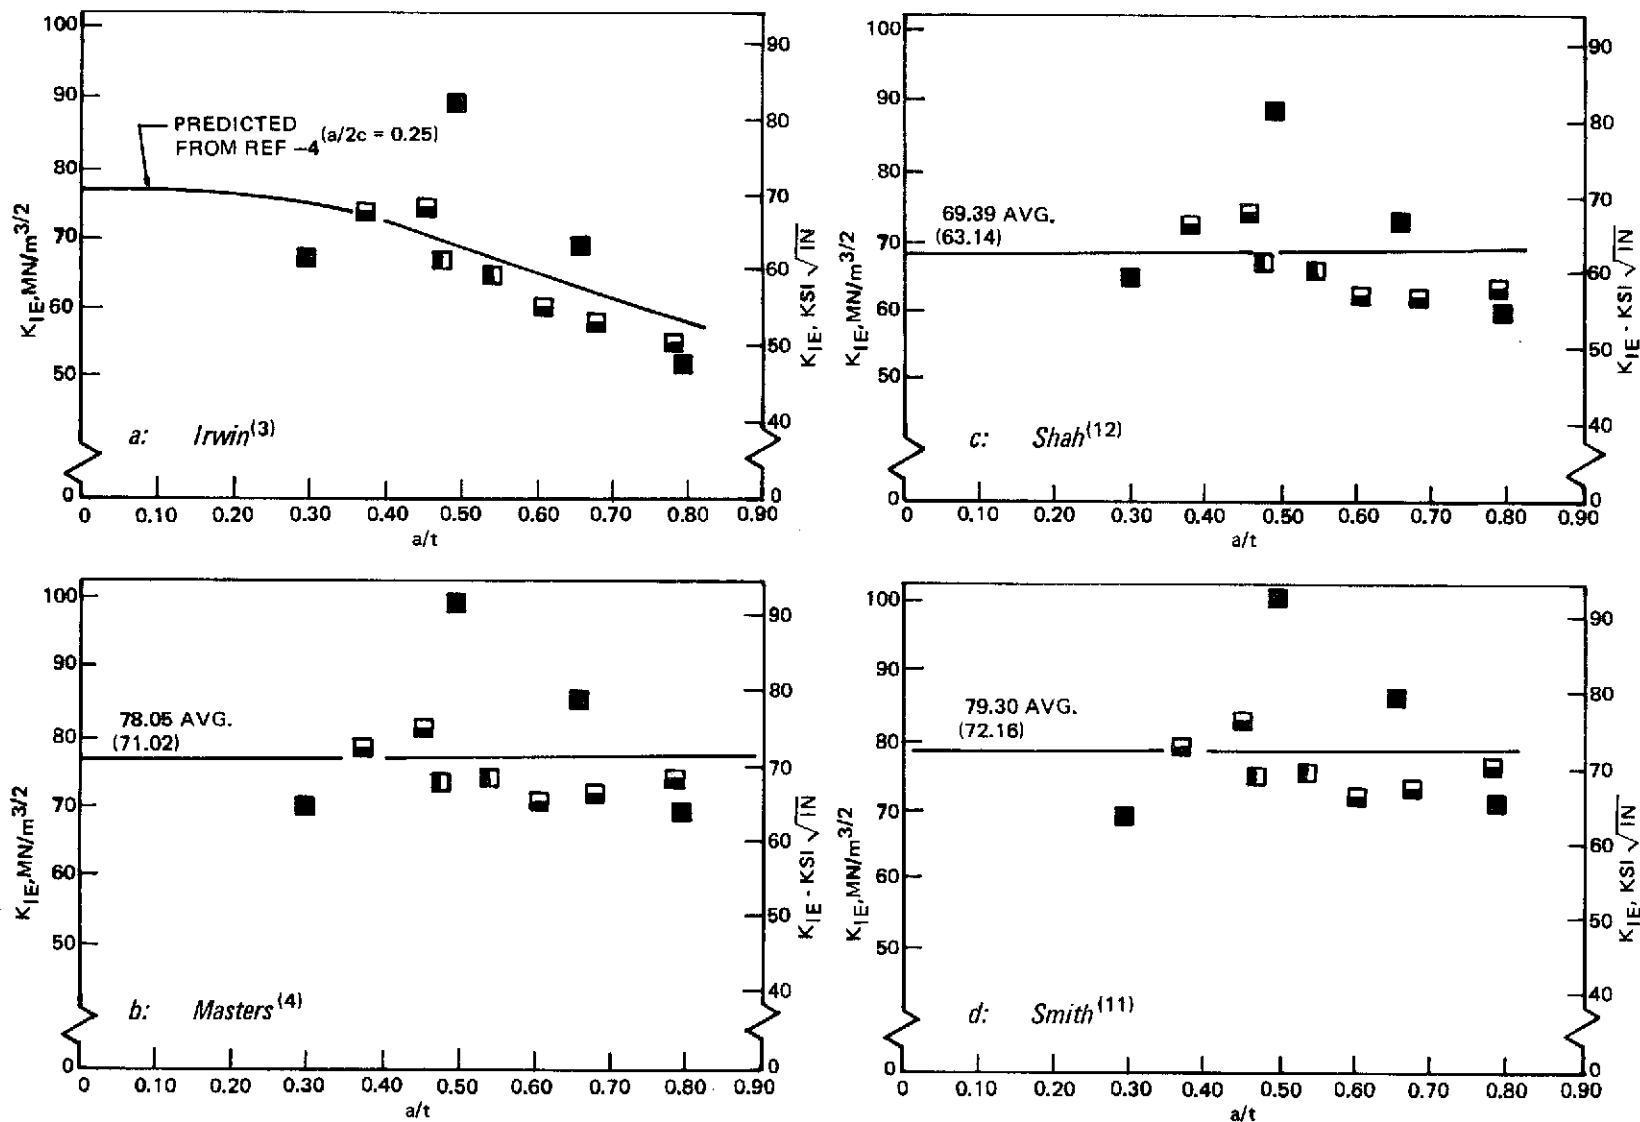 100
90
80
70
60
50
0
K_IE, MN/m^3/2
PREDICTED
FROM REF –4 (a/2c = 0.25)
90
80
70
60
50
40
0
K_IE, KSI √IN
a: Irwin(3)
0 0.10 0.20 0.30 0.40 0.50 0.60 0.70 0.80 0.90
a/t
100
90
80
70
60
50
0
K_IE, MN/m^3/2
69.39 AVG.
(63.14)
90
80
70
60
50
40
0
K_IE - KSI √IN
c: Shah(12)
0 0.10 0.20 0.30 0.40 0.50 0.60 0.70 0.80 0.90
a/t
100
90
80
70
60
50
0
K_IE, MN/m^3/2
78.05 AVG.
(71.02)
90
80
70
60
50
40
0
K_IE - KSI √IN
b: Masters(4)
0 0.10 0.20 0.30 0.40 0.50 0.60 0.70 0.80 0.90
a/t
100
90
80
70
60
50
0
K_IE, MN/m^3/2
79.30 AVG.
(72.16)
90
80
70
60
50
40
0
K_IE, KSI √IN
d: Smith(11)
0 0.10 0.20 0.30 0.40 0.50 0.60 0.70 0.80 0.90
a/t